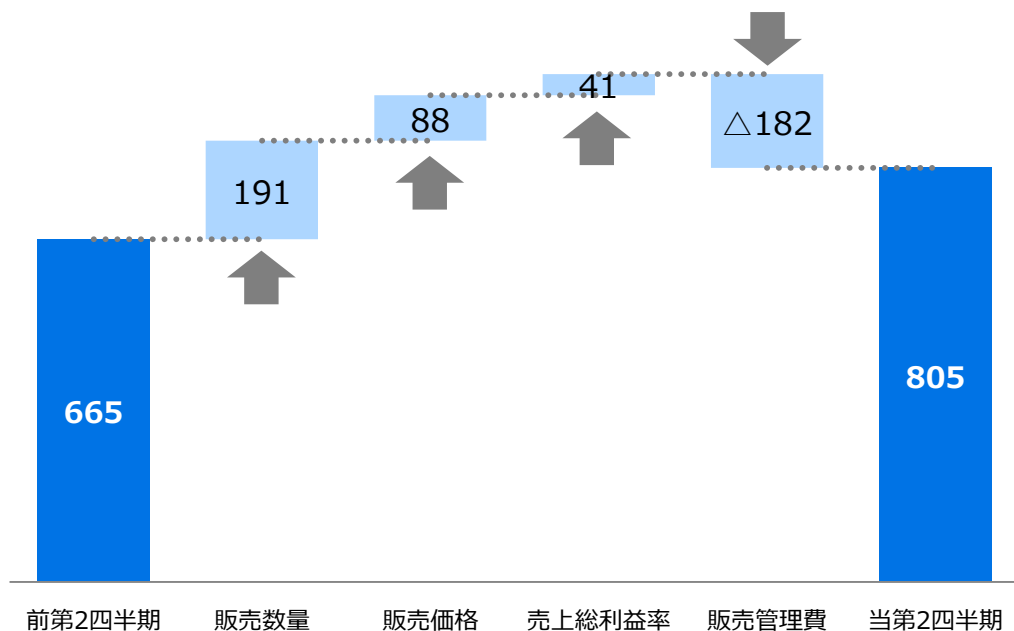 41
88
△182
191
805
665
前第2四半期
販売数量
販売価格
売上総利益率
販売管理費
当第2四半期